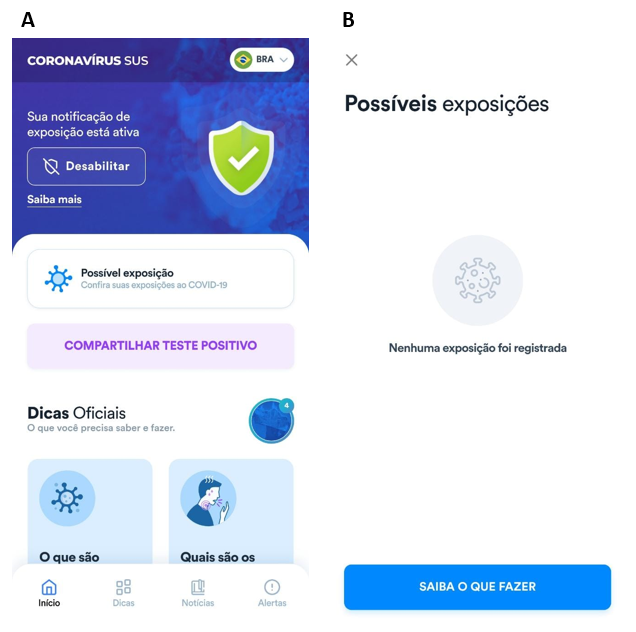 A
CORONAVÍRUS SUS
BRA
Sua notificação de
exposição está ativa
Desabilitar
Saiba mais
Possível exposição
Confira suas exposições ao COVID-19
COMPARTILHAR TESTE POSITIVO
Dicas Oficiais
4
O que você precisa saber e fazer.
O que são
Quais são os
Início
Dicas
Notícias
Alertas
B
Possíveis exposições
Nenhuma exposição foi registrada
SAIBA O QUE FAZER